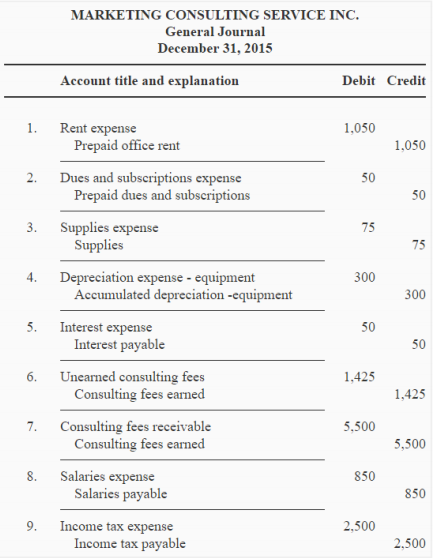 MARKETING CONSULTING SERVICE INC.
General Journal
December 31, 2015
Account title and explanation Debit Credit
1. Rent expense 1,050
Prepaid office rent 1,050
2. Dues and subscriptions expense 50
Prepaid dues and subscriptions 50
3. Supplies expense 75
Supplies 75
4. Depreciation expense - equipment 300
Accumulated depreciation -equipment 300
5. Interest expense 50
Interest payable 50
6. Unearned consulting fees 1,425
Consulting fees earned 1,425
7. Consulting fees receivable 5,500
Consulting fees earned 5,500
8. Salaries expense 850
Salaries payable 850
9. Income tax expense 2,500
Income tax payable 2,500